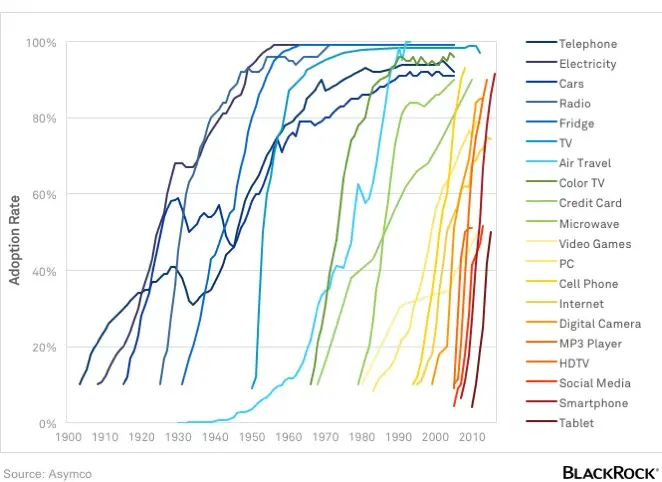 100%
80%
60%
40%
20%
0%
Adoption Rate
1900 1910 1920 1930 1940 1950 1960 1970 1980 1990 2000 2010
Telephone
Electricity
Cars
Radio
Fridge
TV
Air Travel
Color TV
Credit Card
Microwave
Video Games
PC
Cell Phone
Internet
Digital Camera
MP3 Player
HDTV
Social Media
Smartphone
Tablet
Source: Asymco
BLACKROCK®